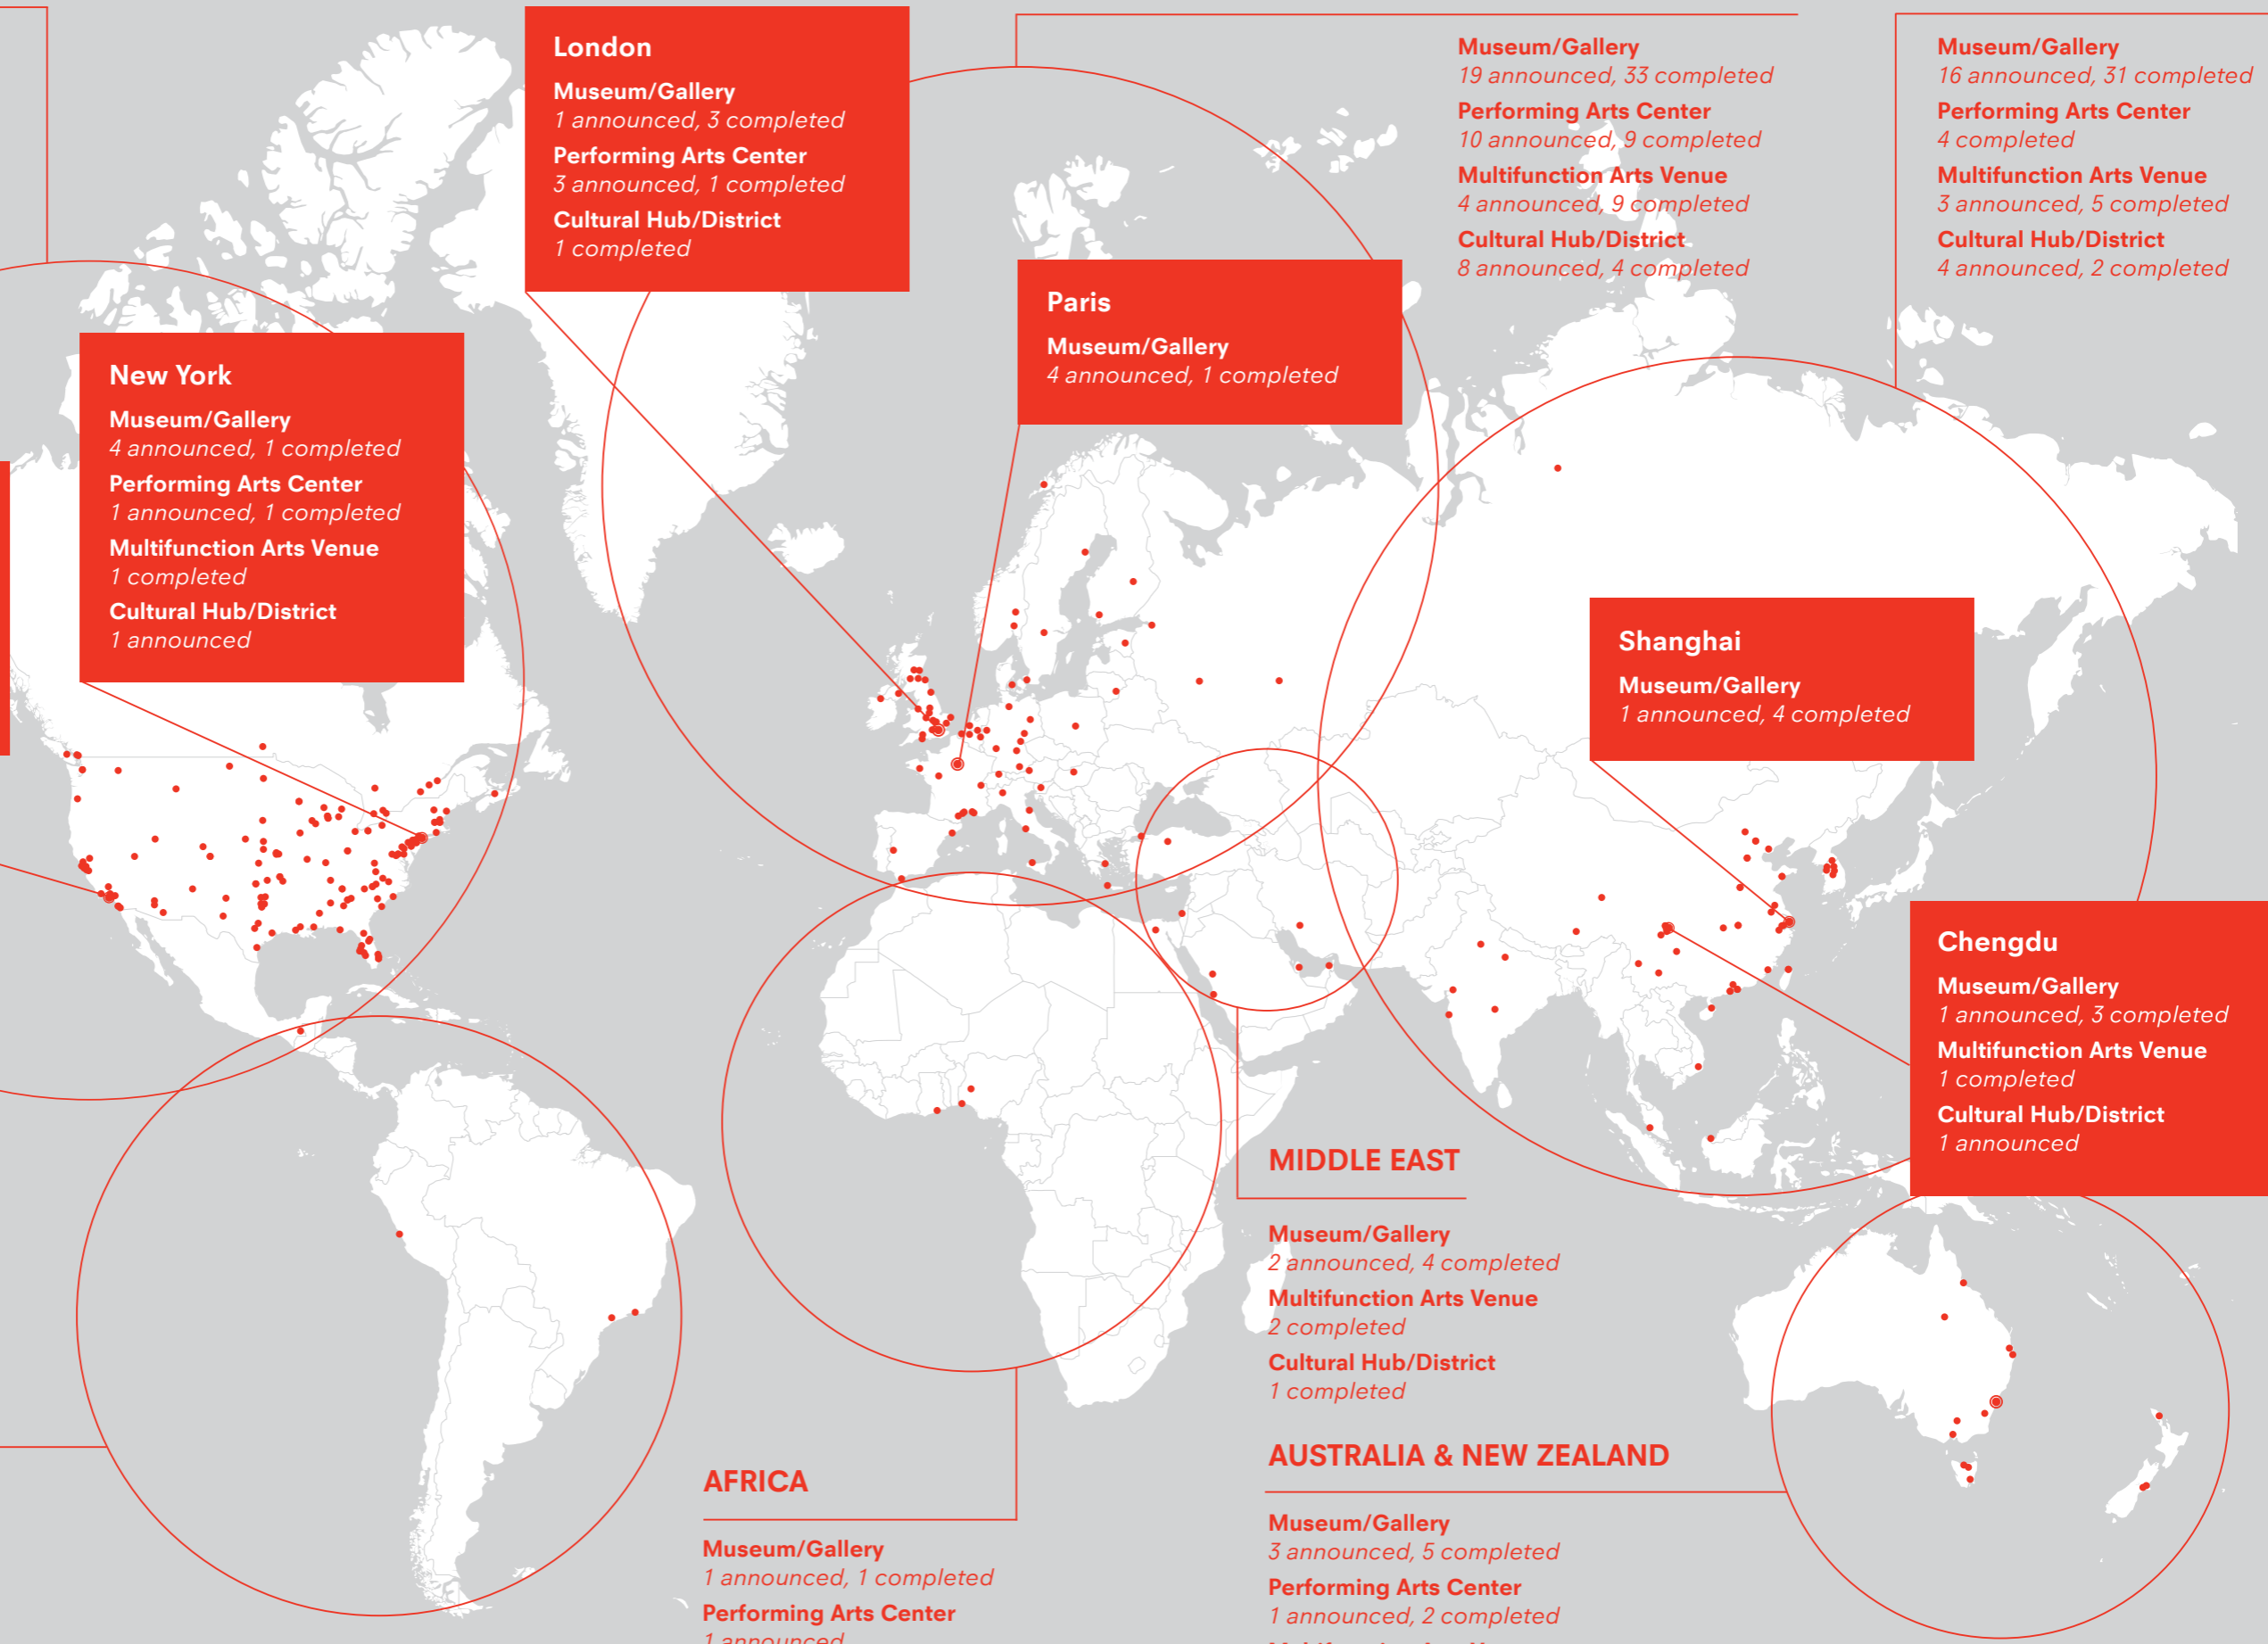 London
Museum/Gallery
1 announced, 3 completed
Performing Arts Center
3 announced, 1 completed
Cultural Hub/District
1 completed
Museum/Gallery
19 announced, 33 completed
Performing Arts Center
10 announced, 9 completed
Multifunction Arts Venue
4 announced, 9 completed
Cultural Hub/District
8 announced, 4 completed
Museum/Gallery
16 announced, 31 completed
Performing Arts Center
4 completed
Multifunction Arts Venue
3 announced, 5 completed
Cultural Hub/District
4 announced, 2 completed
Paris
Museum/Gallery
4 announced, 1 completed
New York
Museum/Gallery
4 announced, 1 completed
Performing Arts Center
1 announced, 1 completed
Multifunction Arts Venue
1 completed
Cultural Hub/District
1 announced
Shanghai
Museum/Gallery
1 announced, 4 completed
Chengdu
Museum/Gallery
1 announced, 3 completed
Multifunction Arts Venue
1 completed
Cultural Hub/District
1 announced
MIDDLE EAST
Museum/Gallery
2 announced, 4 completed
Multifunction Arts Venue
2 completed
Cultural Hub/District
1 completed
AFRICA
Museum/Gallery
1 announced, 1 completed
Performing Arts Center
1 announced
AUSTRALIA & NEW ZEALAND
Museum/Gallery
3 announced, 5 completed
Performing Arts Center
1 announced, 2 completed